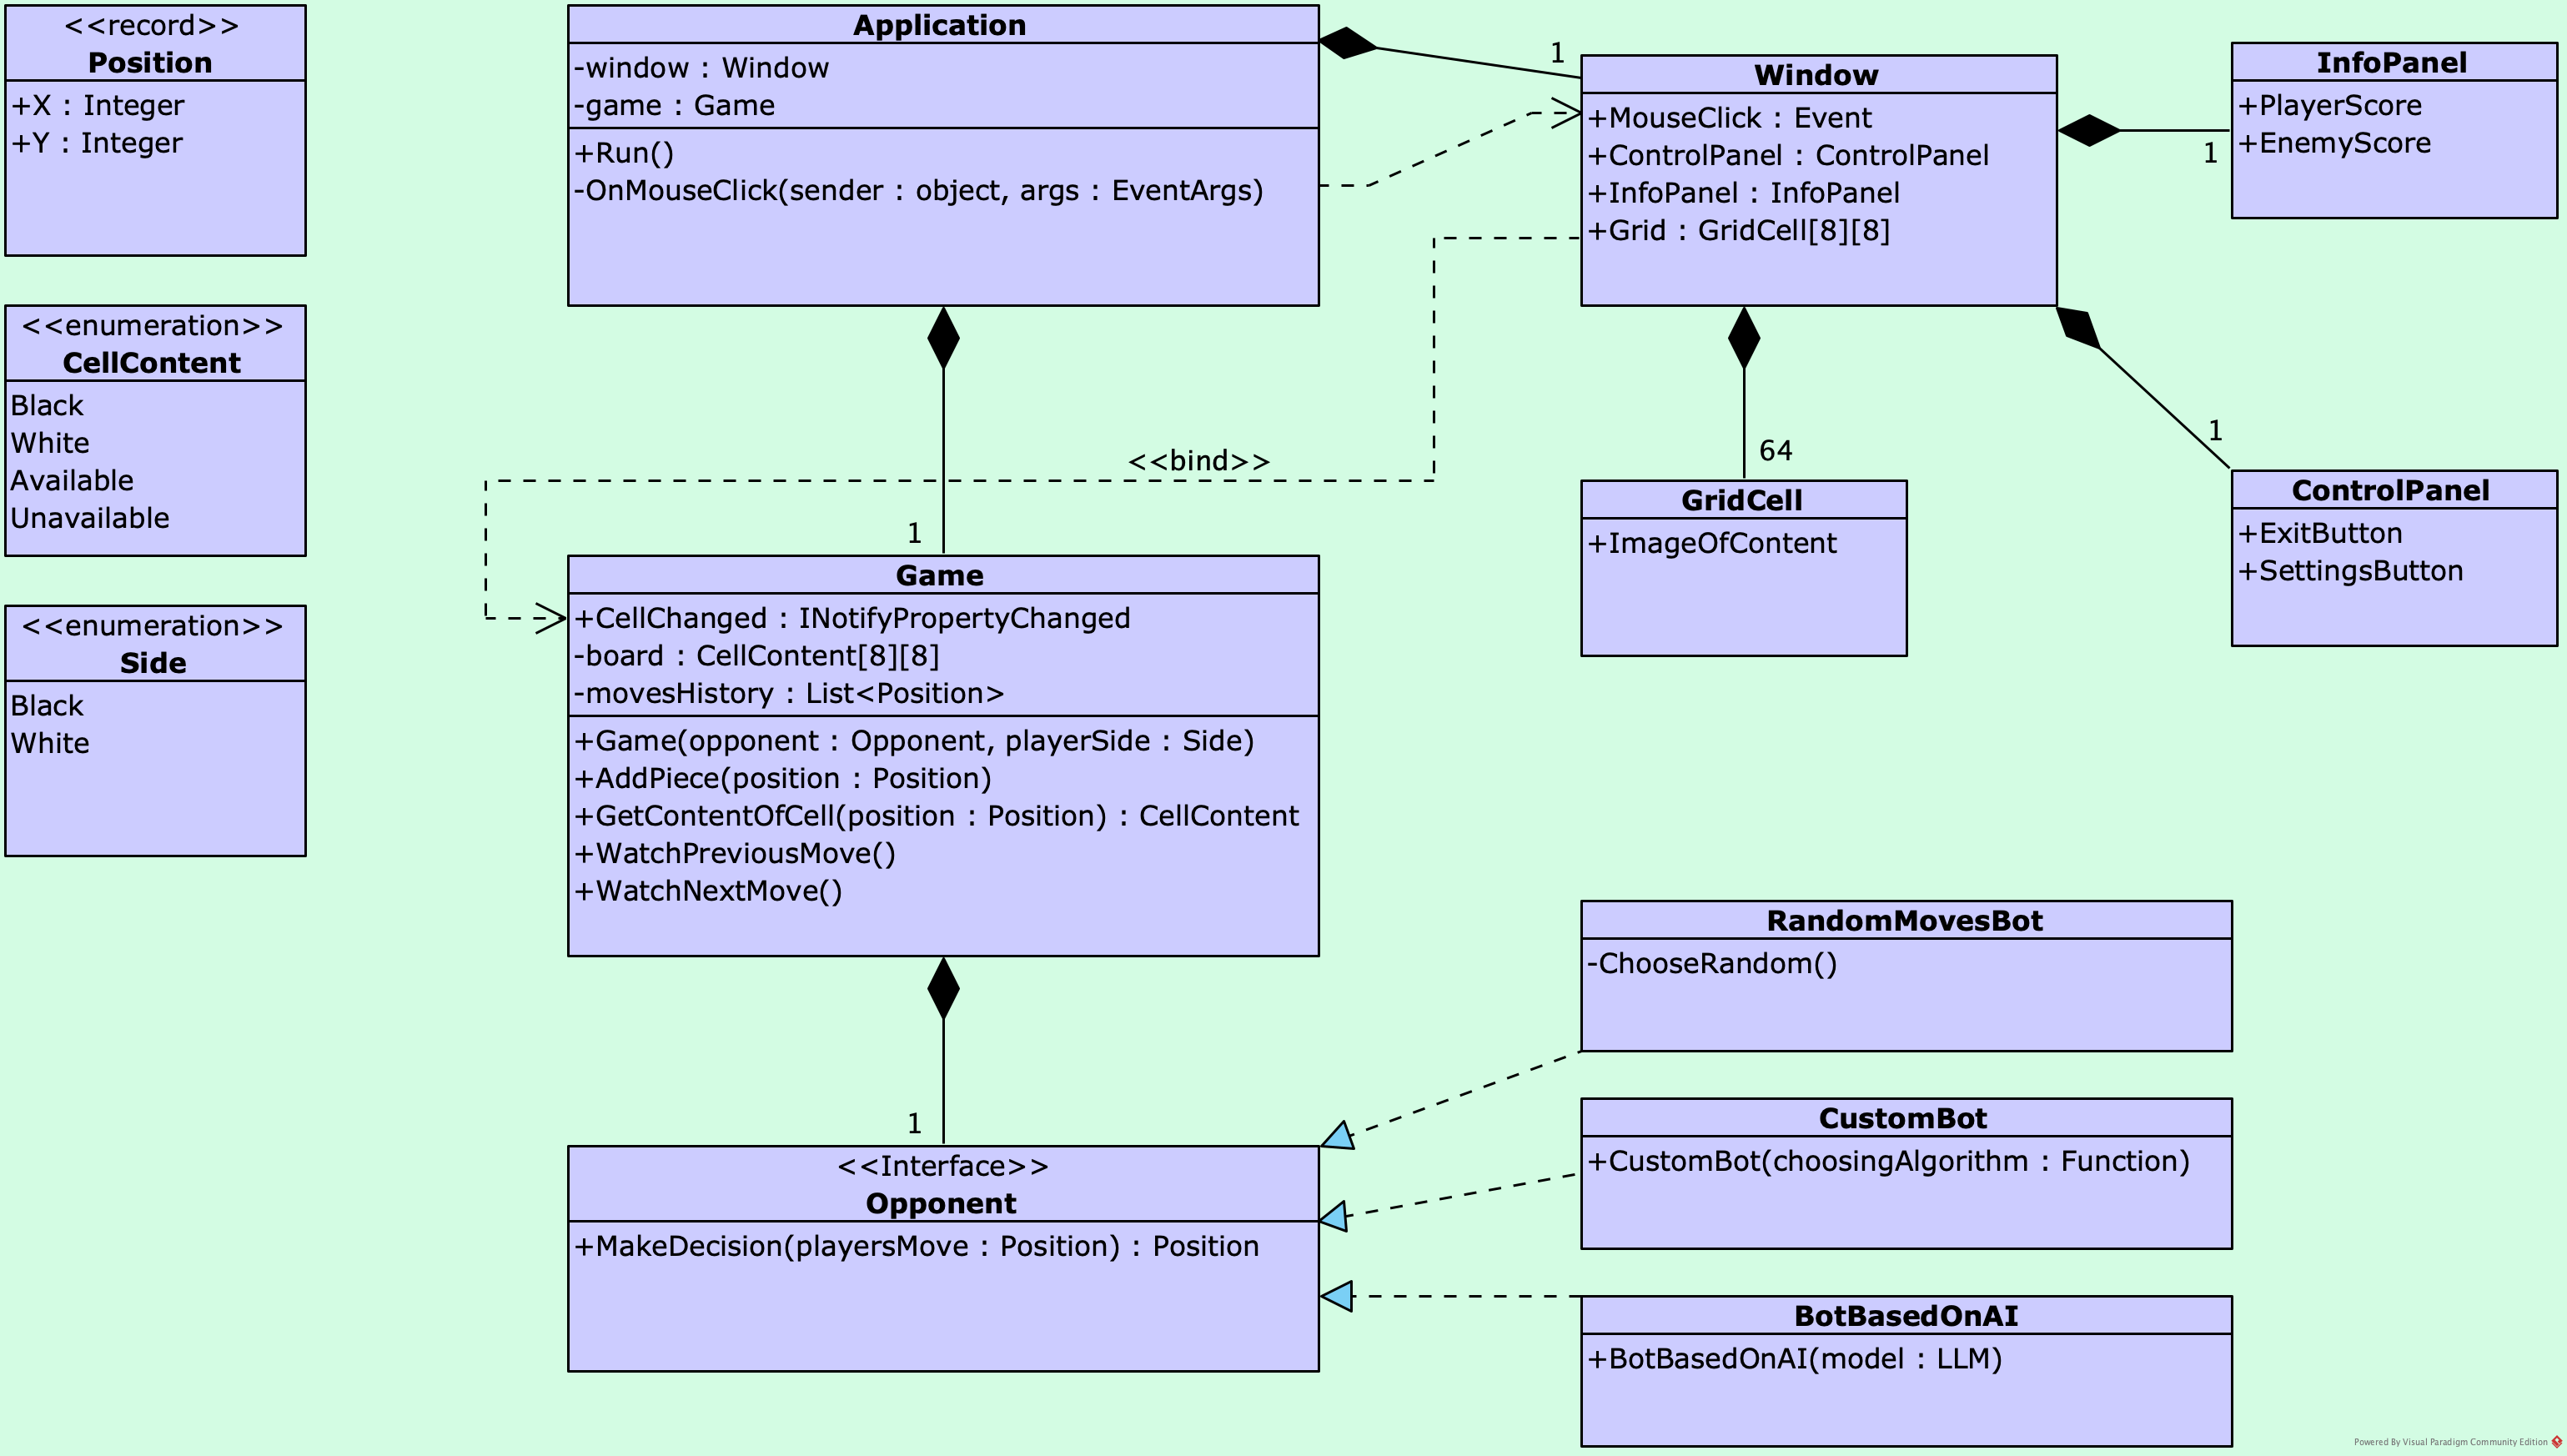 <<record>>
Position
+X : Integer
+Y : Integer
<<enumeration>>
CellContent
Black
White
Available
Unavailable
<<enumeration>>
Side
Black
White
Application
-window : Window
-game : Game
+Run()
-OnMouseClick(sender : object, args : EventArgs)
1
Window
+MouseClick : Event
+ControlPanel : ControlPanel
+InfoPanel : InfoPanel
+Grid : GridCell[8][8]
1
InfoPanel
+PlayerScore
+EnemyScore
1
ControlPanel
+ExitButton
+SettingsButton
64
GridCell
+ImageOfContent
<<bind>>
1
Game
+CellChanged : INotifyPropertyChanged
-board : CellContent[8][8]
-movesHistory : List<Position>
+Game(opponent : Opponent, playerSide : Side)
+AddPiece(position : Position)
+GetContentOfCell(position : Position) : CellContent
+WatchPreviousMove()
+WatchNextMove()
1
<<Interface>>
Opponent
+MakeDecision(playersMove : Position) : Position
RandomMovesBot
-ChooseRandom()
CustomBot
+CustomBot(choosingAlgorithm : Function)
BotBasedOnAI
+BotBasedOnAI(model : LLM)
Powered By Visual Paradigm Community Edition